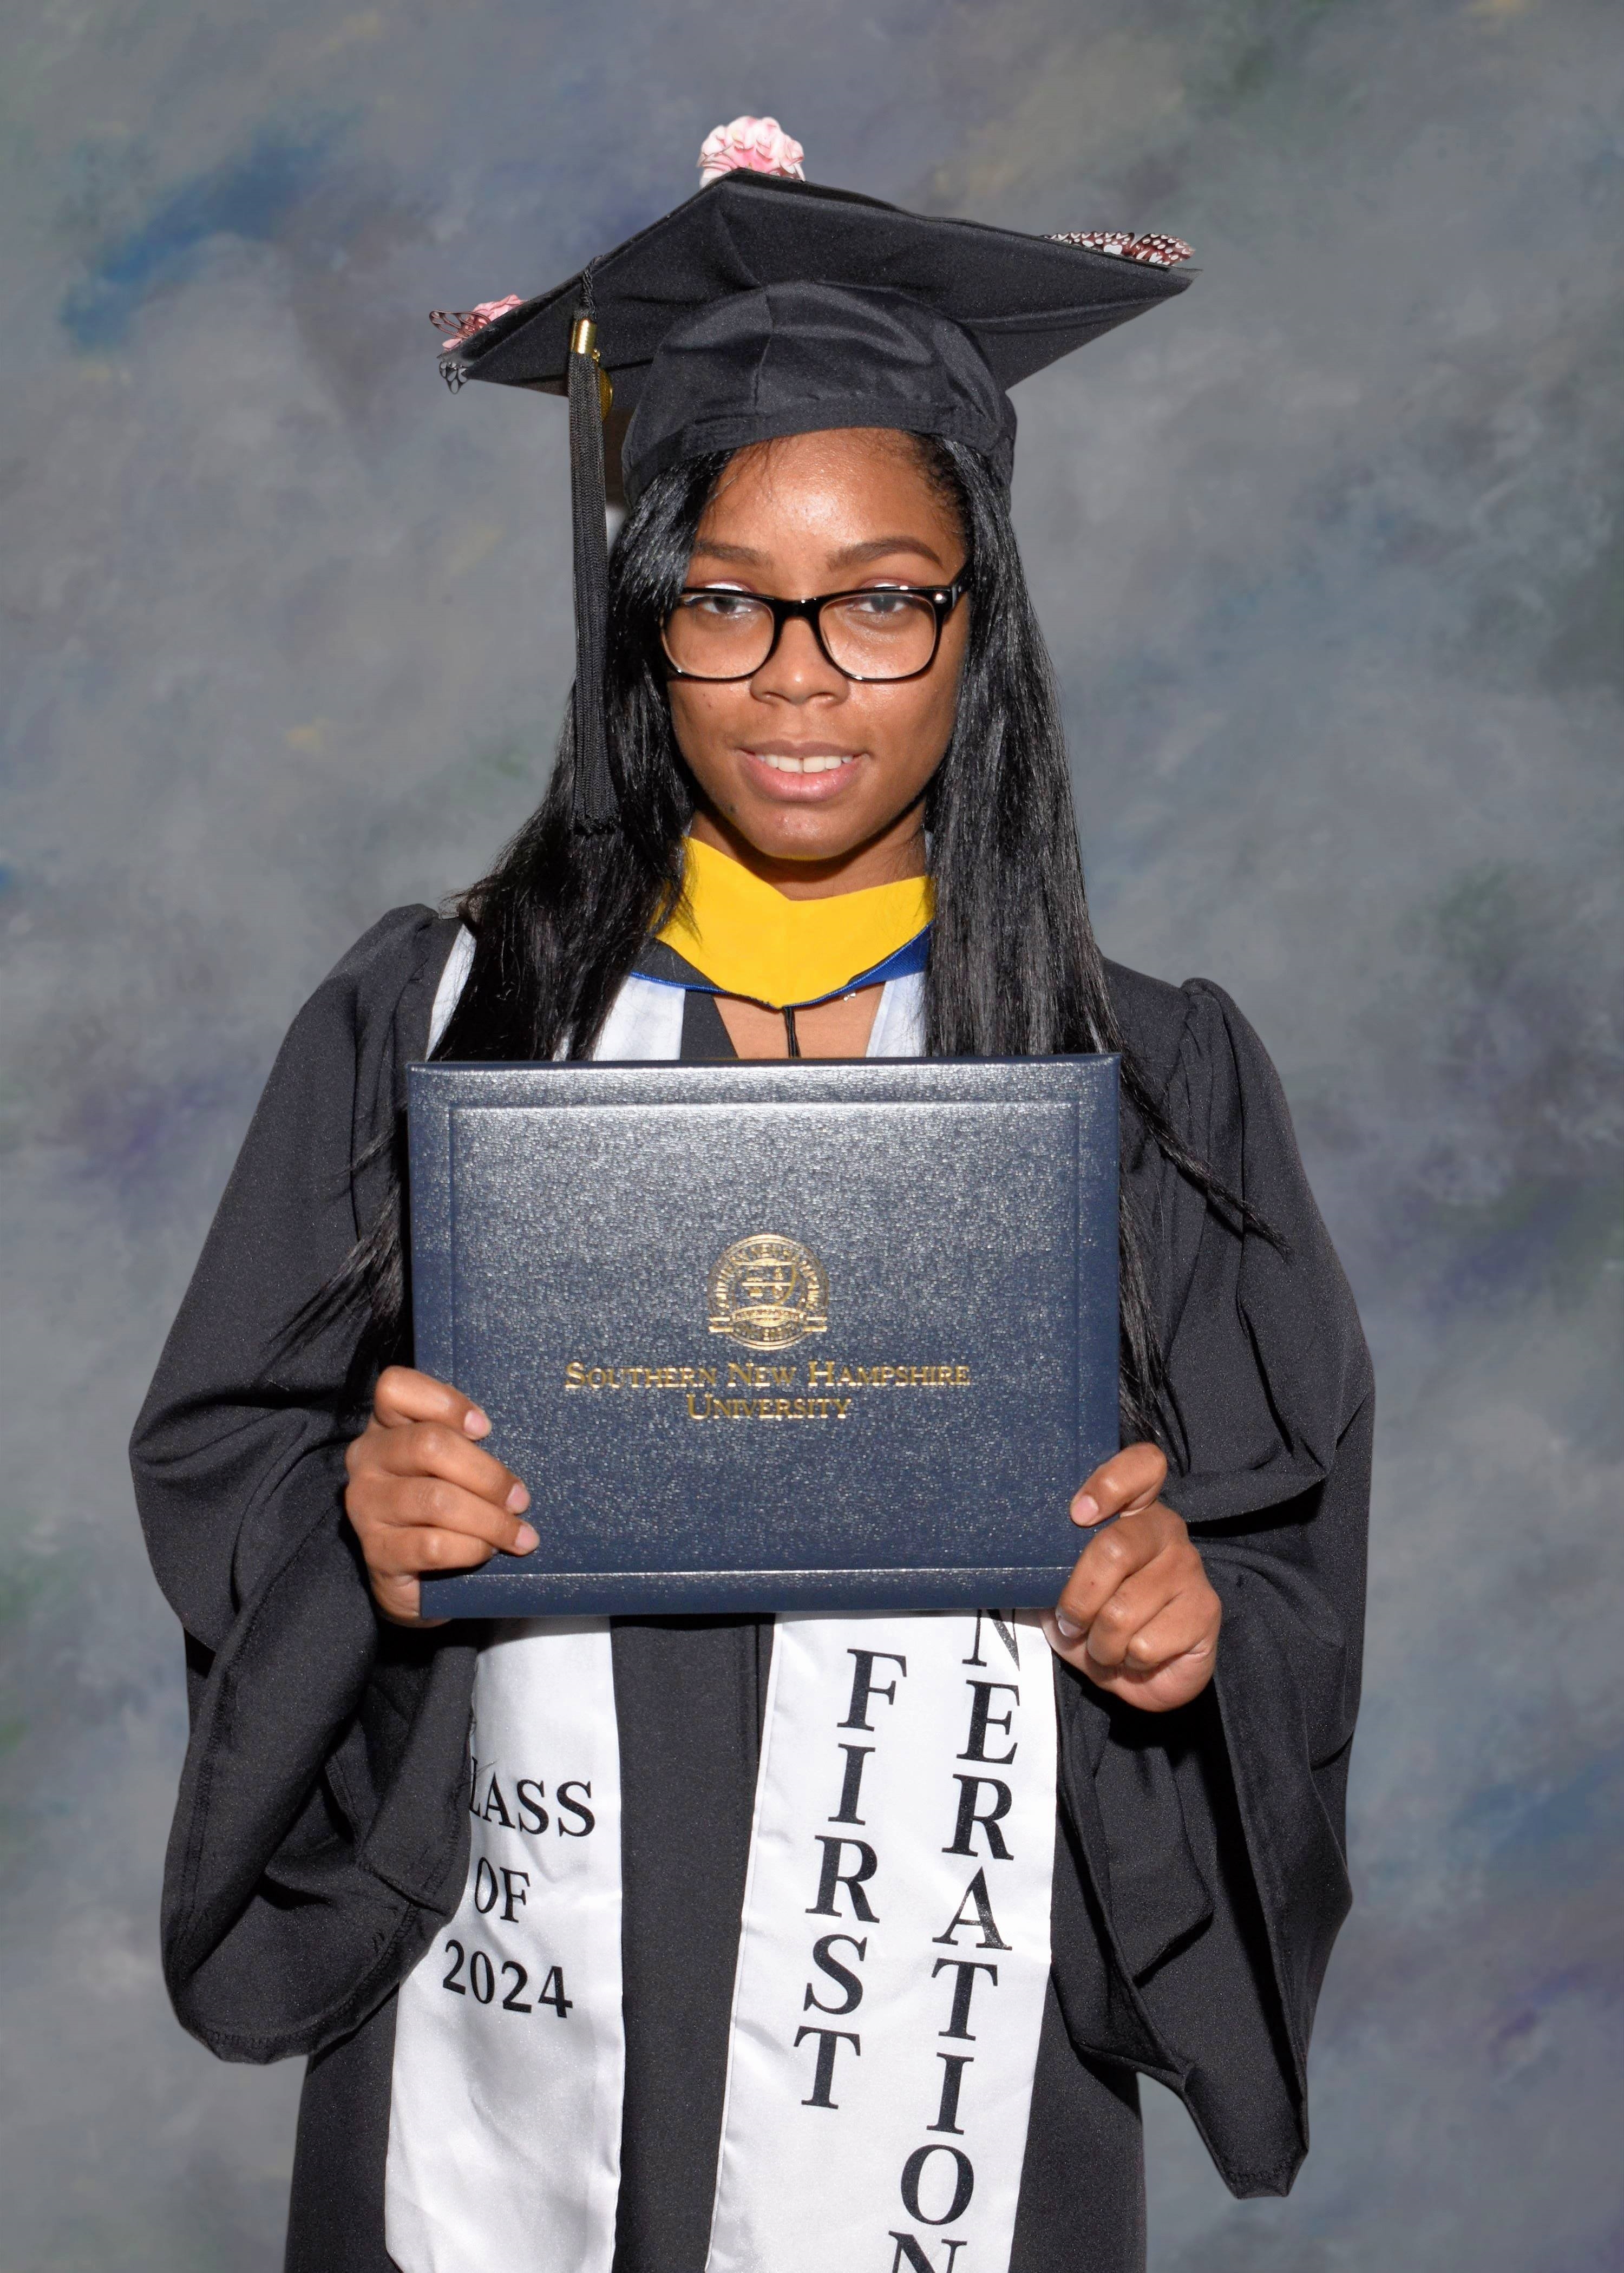 SOUTHERN NEW HAMPSHIRE
UNIVERSITY
LASS
OF
2024
FIRST
NERATION